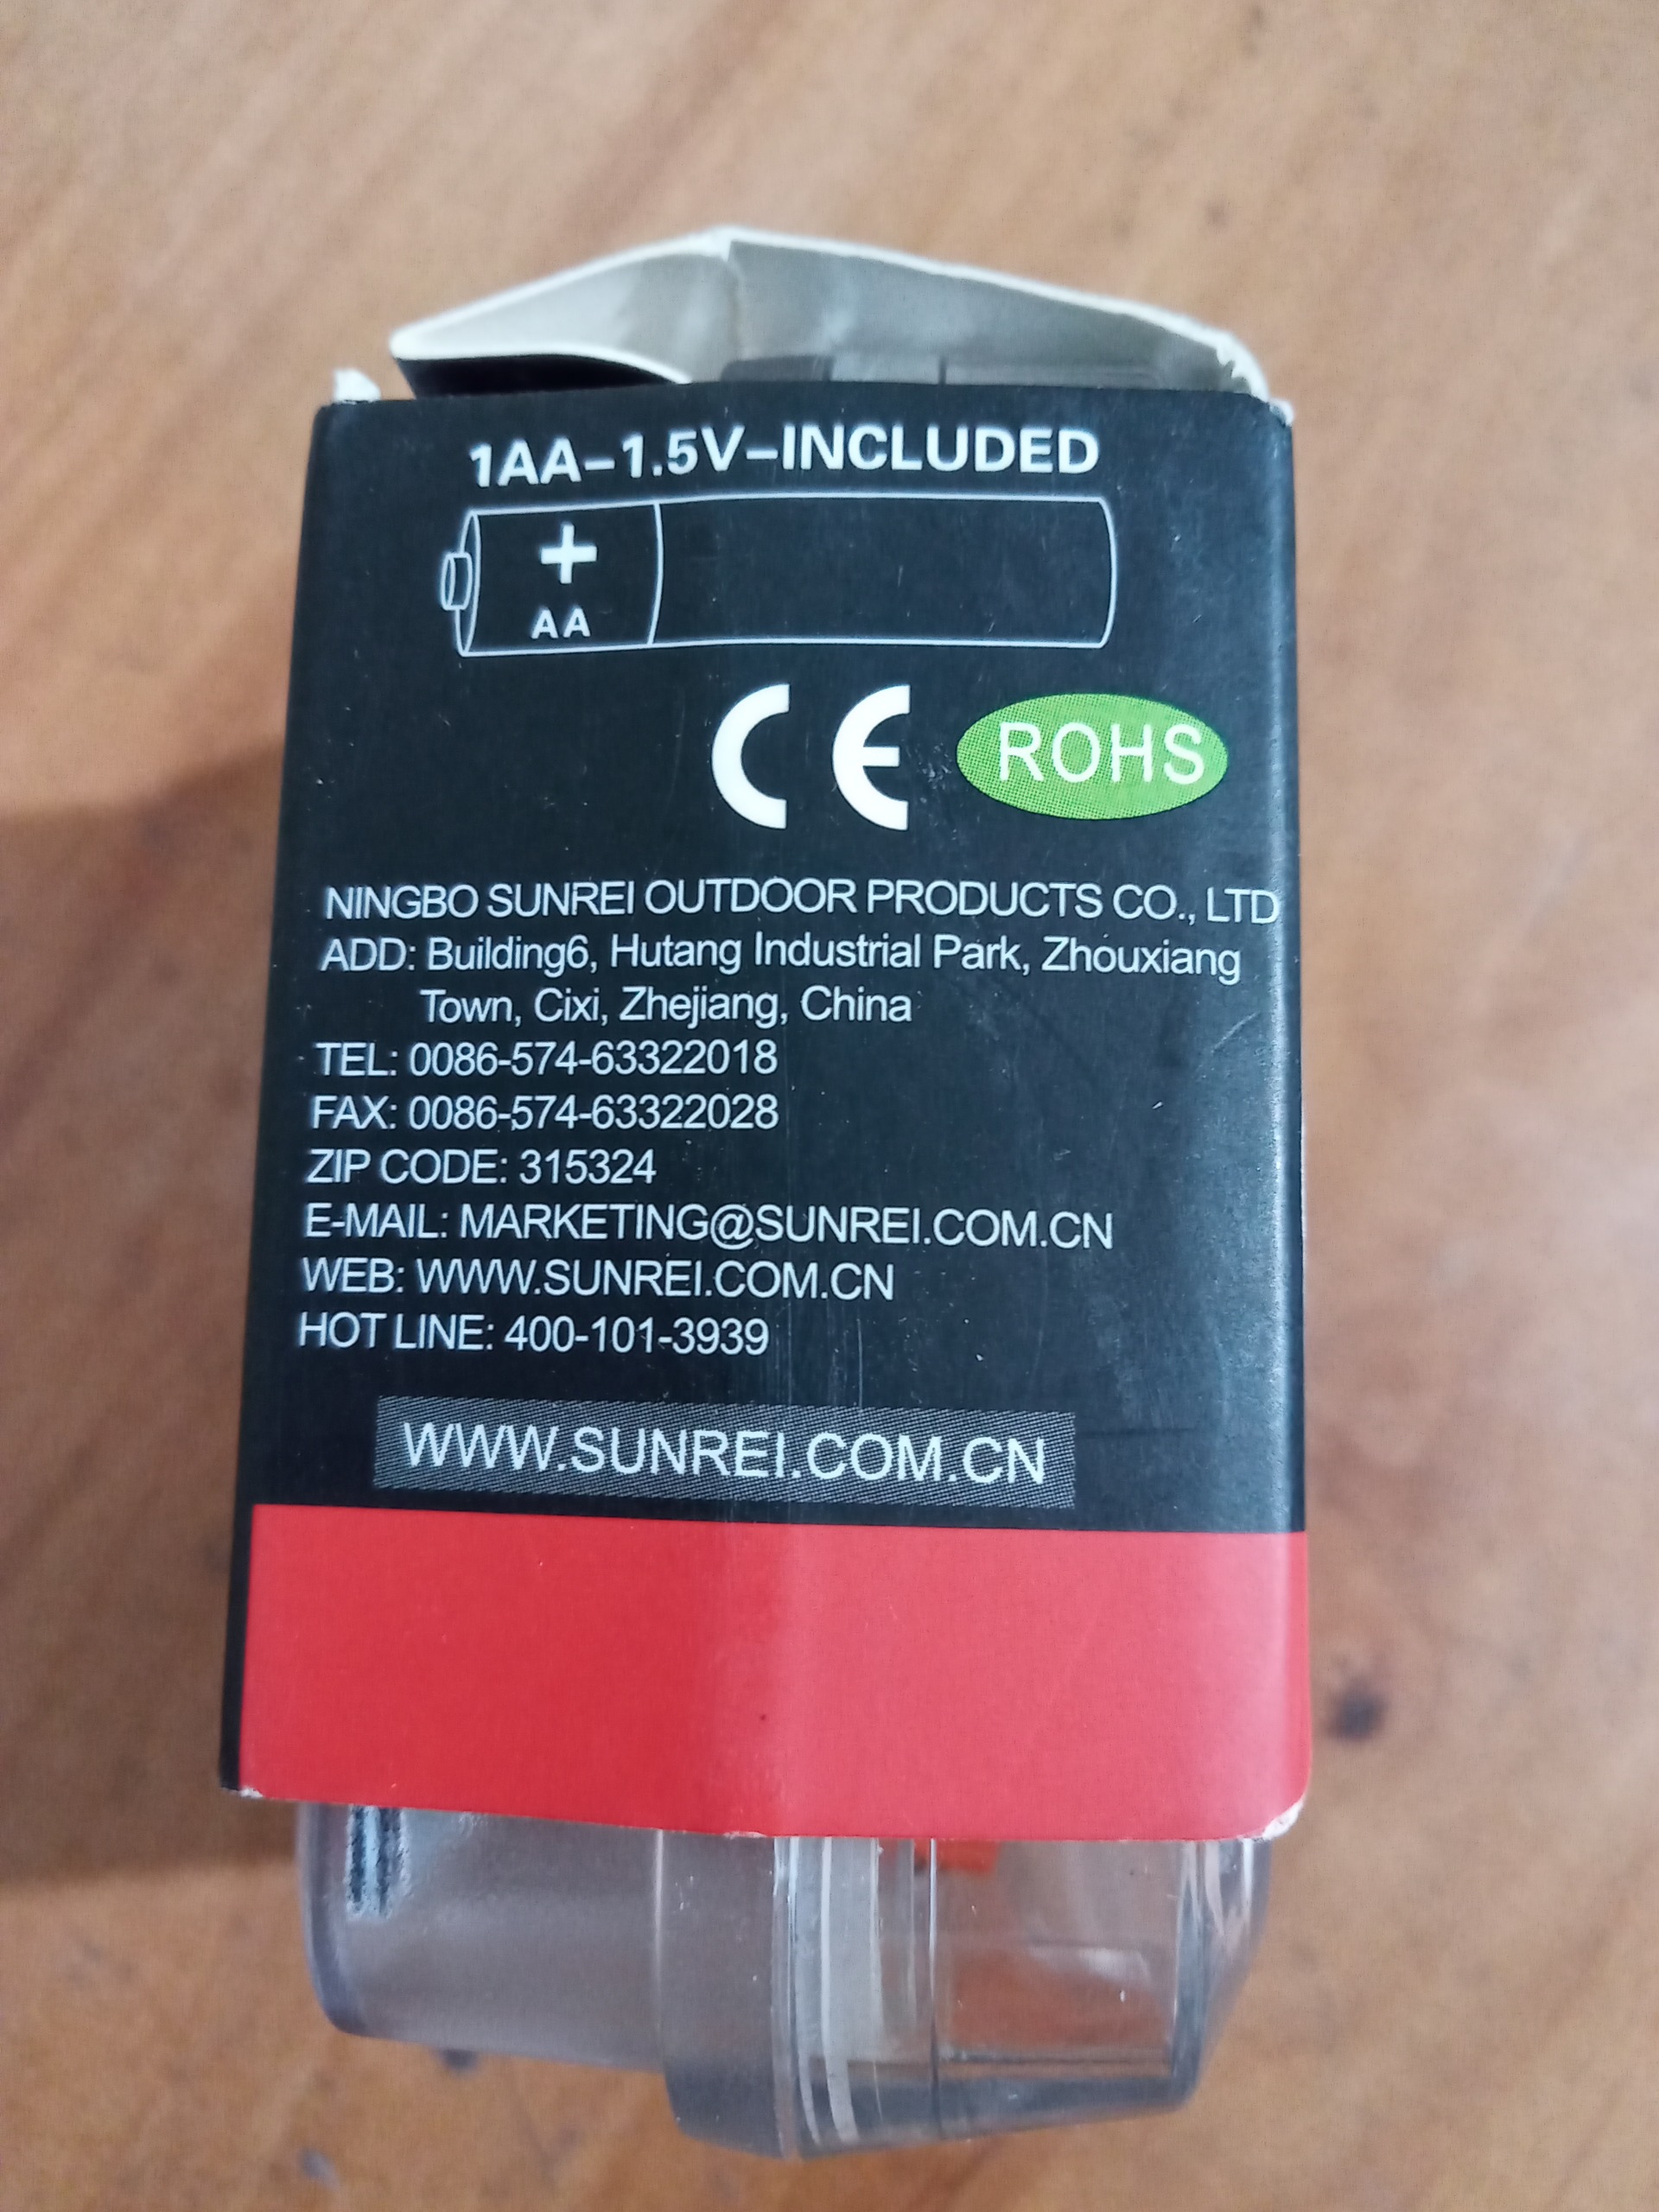 1AA–1.5V–INCLUDED
+
AA
CE
ROHS
NINGBO SUNREI OUTDOOR PRODUCTS CO., LTD
ADD: Building6, Hutang Industrial Park, Zhouxiang
Town, Cixi, Zhejiang, China
TEL: 0086-574-63322018
FAX: 0086-574-63322028
ZIP CODE: 315324
E-MAIL: MARKETING@SUNREI.COM.CN
WEB: WWW.SUNREI.COM.CN
HOT LINE: 400-101-3939
WWW.SUNREI.COM.CN